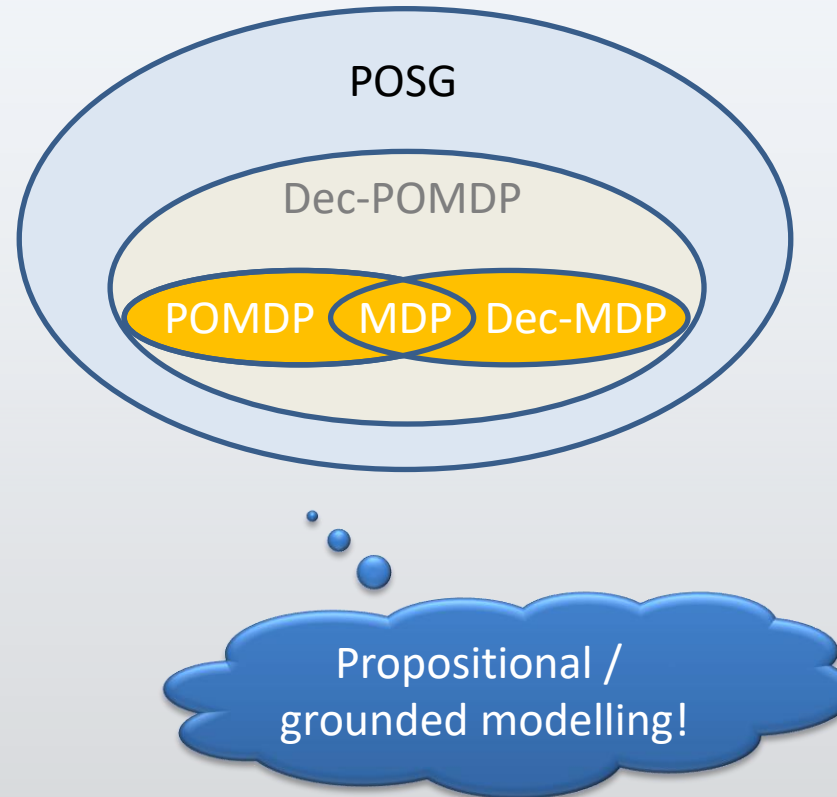 POSG
Dec-POMDP
POMDP MDP Dec-MDP
Propositional /
grounded modelling!